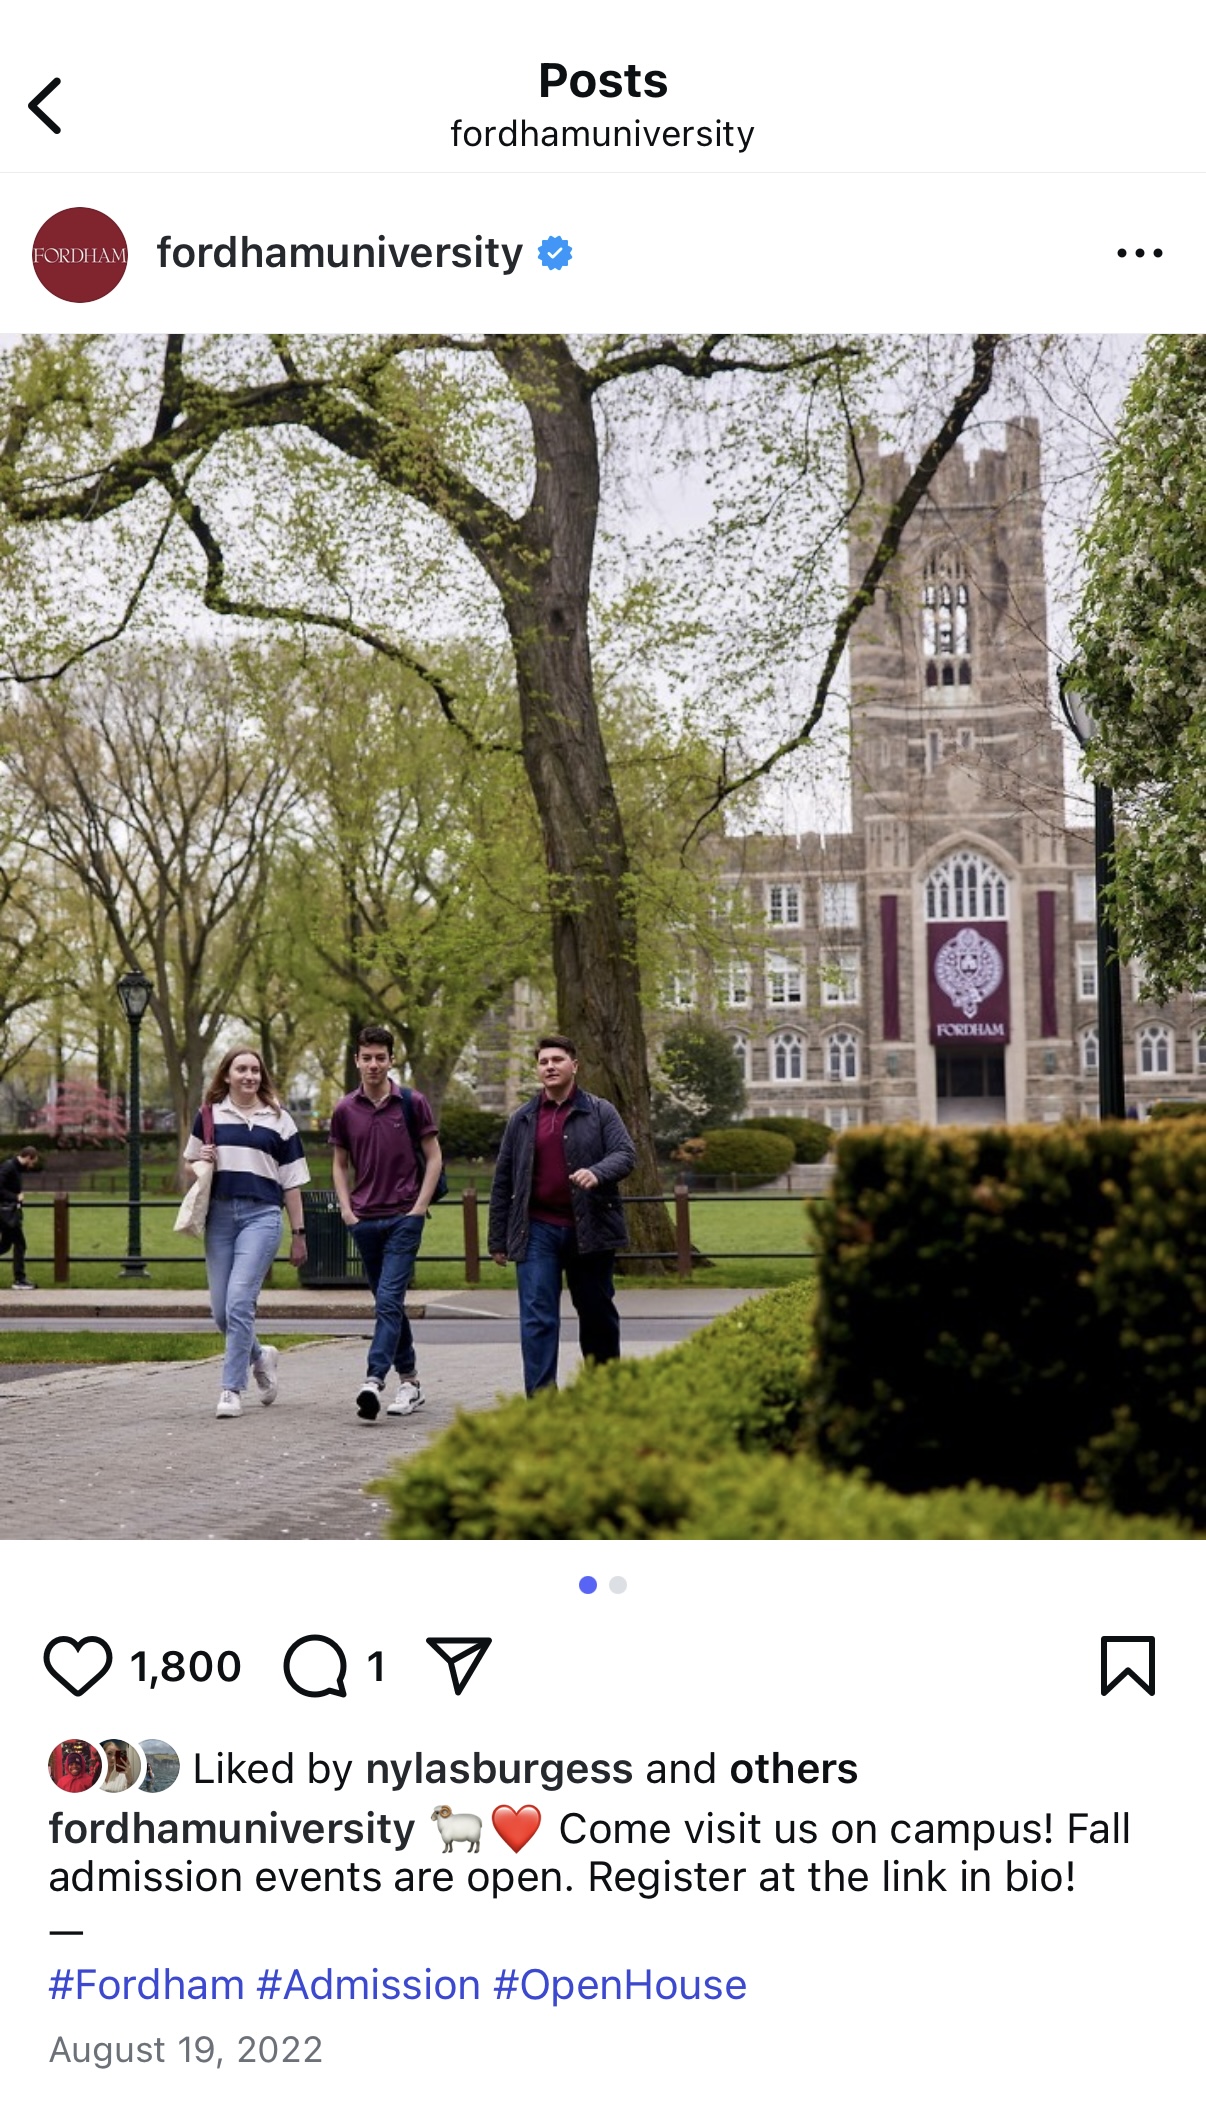 Posts
fordhamuniversity
FORDHAM
fordhamuniversity
FORDHAM
1,800
1
Liked by nylasburgess and others
fordhamuniversity 🐏❤️ Come visit us on campus! Fall
admission events are open. Register at the link in bio!
—
#Fordham #Admission #OpenHouse
August 19, 2022